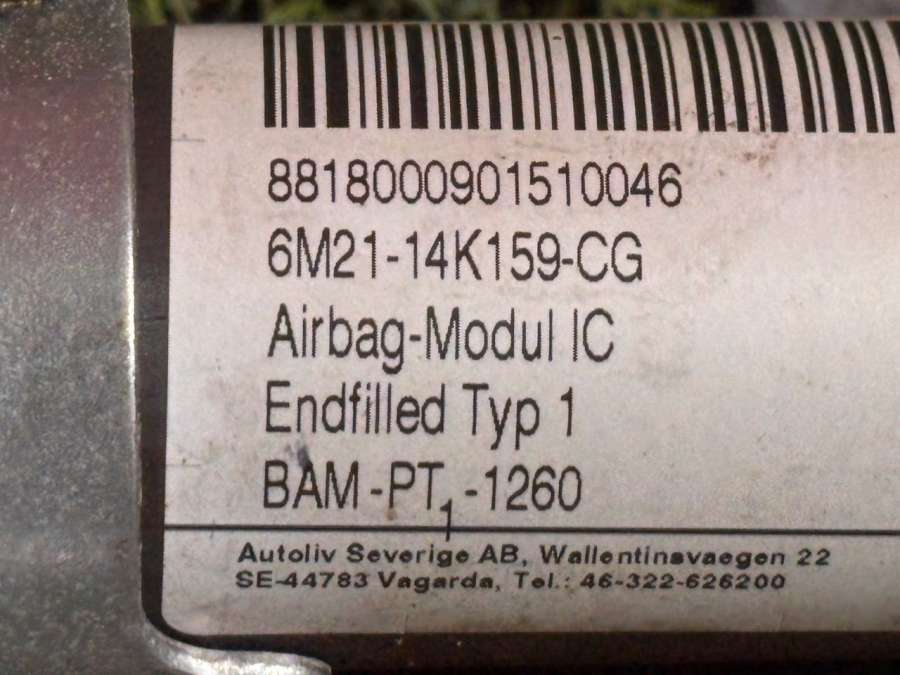 8818000901510046
6M21-14K159-CG
Airbag-Modul IC
Endfilled Typ 1
BAM-PT₁-1260
Autoliv Severige AB, Wallentinsvaegen 22
SE-44783 Vagarda, Tel.: 46-322-626200